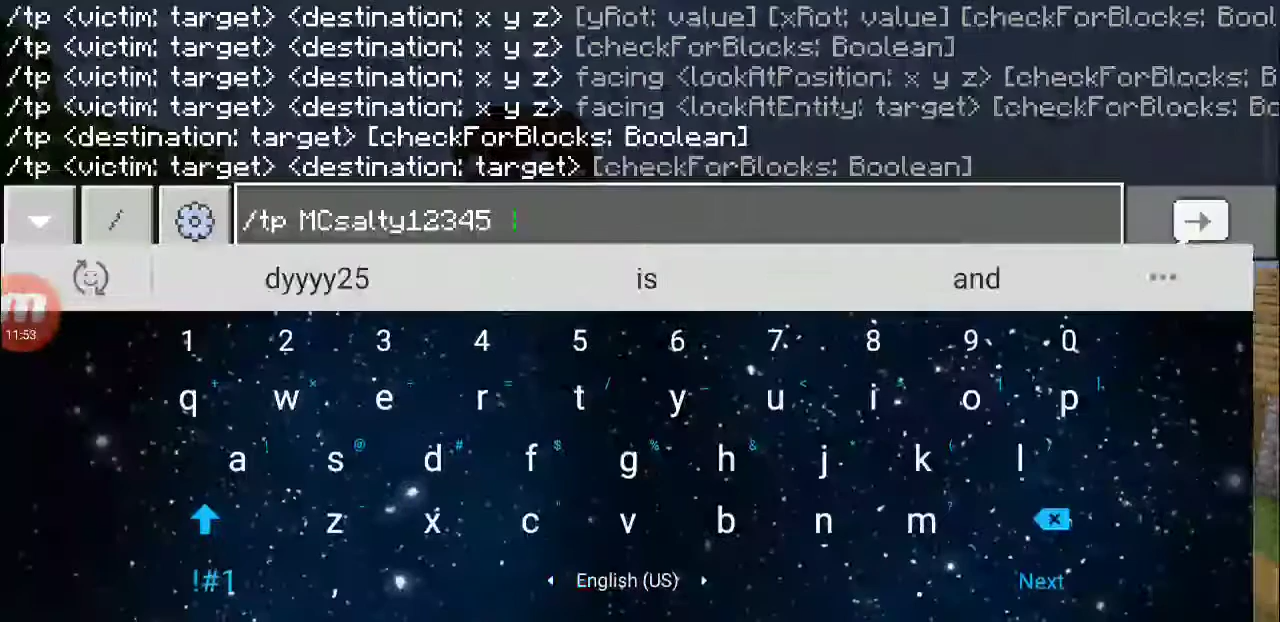 /tp <victim: target> <destination: x y z> [yRot: value] [xRot: value] [checkForBlocks: Bool
/tp <victim: target> <destination: x y z> [checkForBlocks: Boolean]
/tp <victim: target> <destination: x y z> facing <lookAtPosition: x y z> [checkForBlocks: B
/tp <victim: target> <destination: x y z> facing <lookAtEntity: target> [checkForBlocks: Bo
/tp <destination: target> [checkForBlocks: Boolean]
/tp <victim: target> <destination: target> [checkForBlocks: Boolean]
/ /tp MCsalty12345
dyyyy25 is and ...
m
11:53
1 2 3 4 5 6 7 8 9 0
q w e r t y u i o p
a s d f g h j k l
z x c v b n m
!#1 , English (US) Next